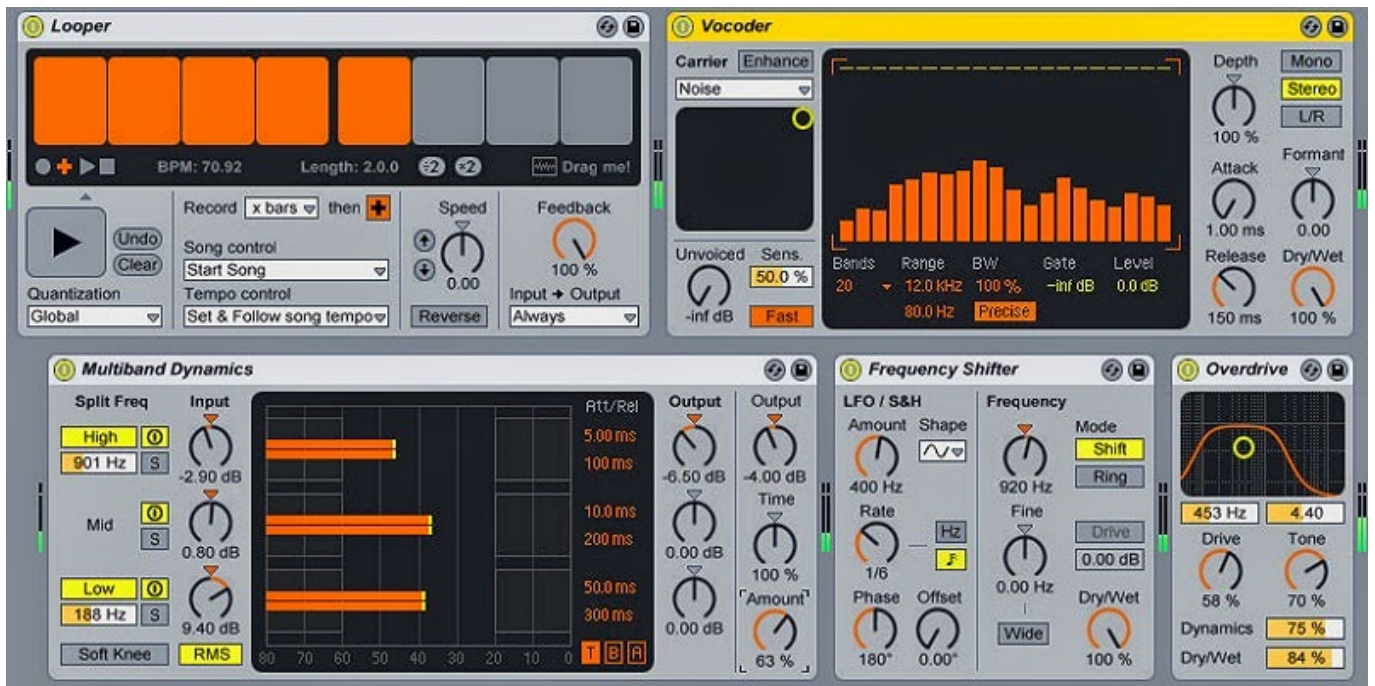 Looper
BPM: 70.92 Length: 2.0.0 ÷2 ×2 Drag me!
Record x bars then
Undo
Clear
Song control
Start Song
Quantization
Global
Tempo control
Set & Follow song tempo
Speed
0.00
Reverse
Feedback
100 %
Input → Output
Always
Vocoder
Carrier Enhance
Noise
Unvoiced Sens.
50.0 %
-inf dB Fast
Bands Range BW Gate Level
20 12.0 kHz 100 % -inf dB 0.0 dB
80.0 Hz Precise
Depth
100 %
Mono
Stereo
L/R
Attack
1.00 ms
Formant
0.00
Release
150 ms
Dry/Wet
100 %
Multiband Dynamics
Split Freq Input
High
901 Hz S
-2.90 dB
Mid
S
0.80 dB
Low
188 Hz S
9.40 dB
Soft Knee RMS
Att/Rel
5.00 ms
100 ms
10.0 ms
200 ms
50.0 ms
300 ms
80 70 60 50 40 30 20 10 0 T B A
Output
-6.50 dB
0.00 dB
0.00 dB
Output
-4.00 dB
Time
100 %
Amount
63 %
Frequency Shifter
LFO / S&H
Amount Shape
400 Hz
Rate
Hz
1/6
Phase Offset
180° 0.00°
Frequency
920 Hz
Fine
0.00 Hz
Wide
Mode
Shift
Ring
Drive
0.00 dB
Dry/Wet
100 %
Overdrive
453 Hz 4.40
Drive Tone
58 % 70 %
Dynamics 75 %
Dry/Wet 84 %